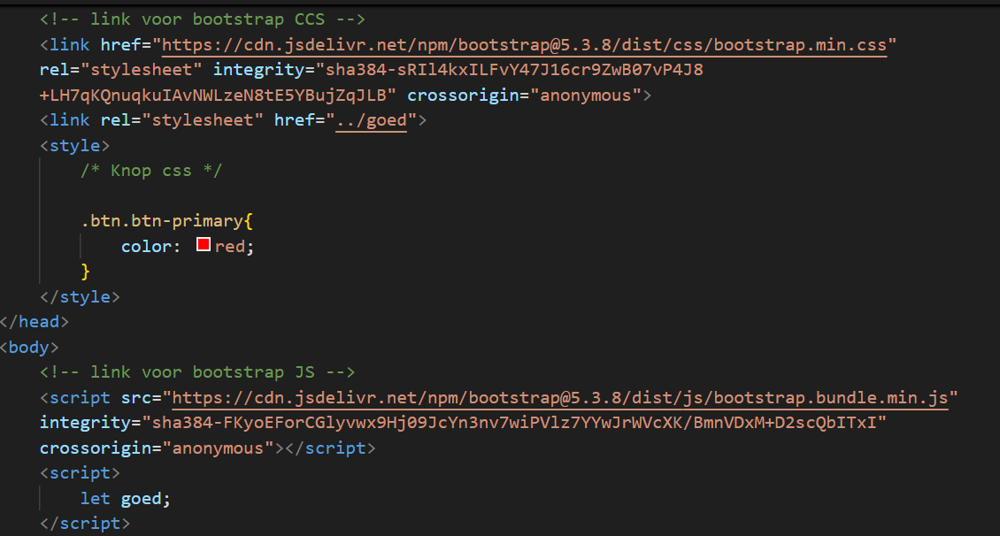 <!-- link voor bootstrap CCS -->
<link href="https://cdn.jsdelivr.net/npm/bootstrap@5.3.8/dist/css/bootstrap.min.css"
rel="stylesheet" integrity="sha384-sRIl4kxILFvY47J16cr9ZwB07vP4J8
+LH7qKQnuqkuIAvNWLzeN8tE5YBujZqJLB" crossorigin="anonymous">
<link rel="stylesheet" href="../goed">
<style>
/* Knop css */
.btn.btn-primary{
color: red;
}
</style>
</head>
<body>
<!-- link voor bootstrap JS -->
<script src="https://cdn.jsdelivr.net/npm/bootstrap@5.3.8/dist/js/bootstrap.bundle.min.js"
integrity="sha384-FKyoEForCGlyvwx9Hj09JcYn3nv7wiPVlz7YYwJrWVcXK/BmnVDxM+D2scQbITxI"
crossorigin="anonymous"></script>
<script>
let goed;
</script>